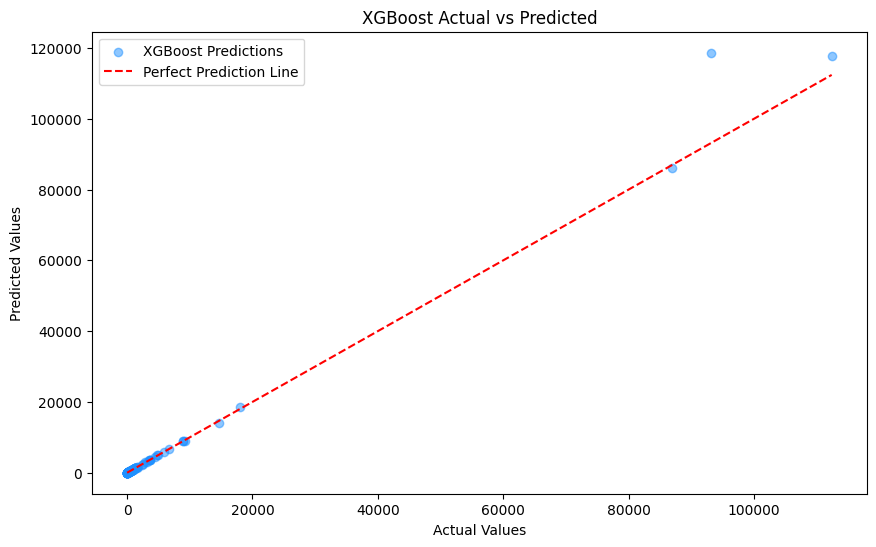 XGBoost Actual vs Predicted
XGBoost Predictions
Perfect Prediction Line
120000
100000
80000
60000
40000
20000
0
Predicted Values
0
20000
40000
60000
80000
100000
Actual Values